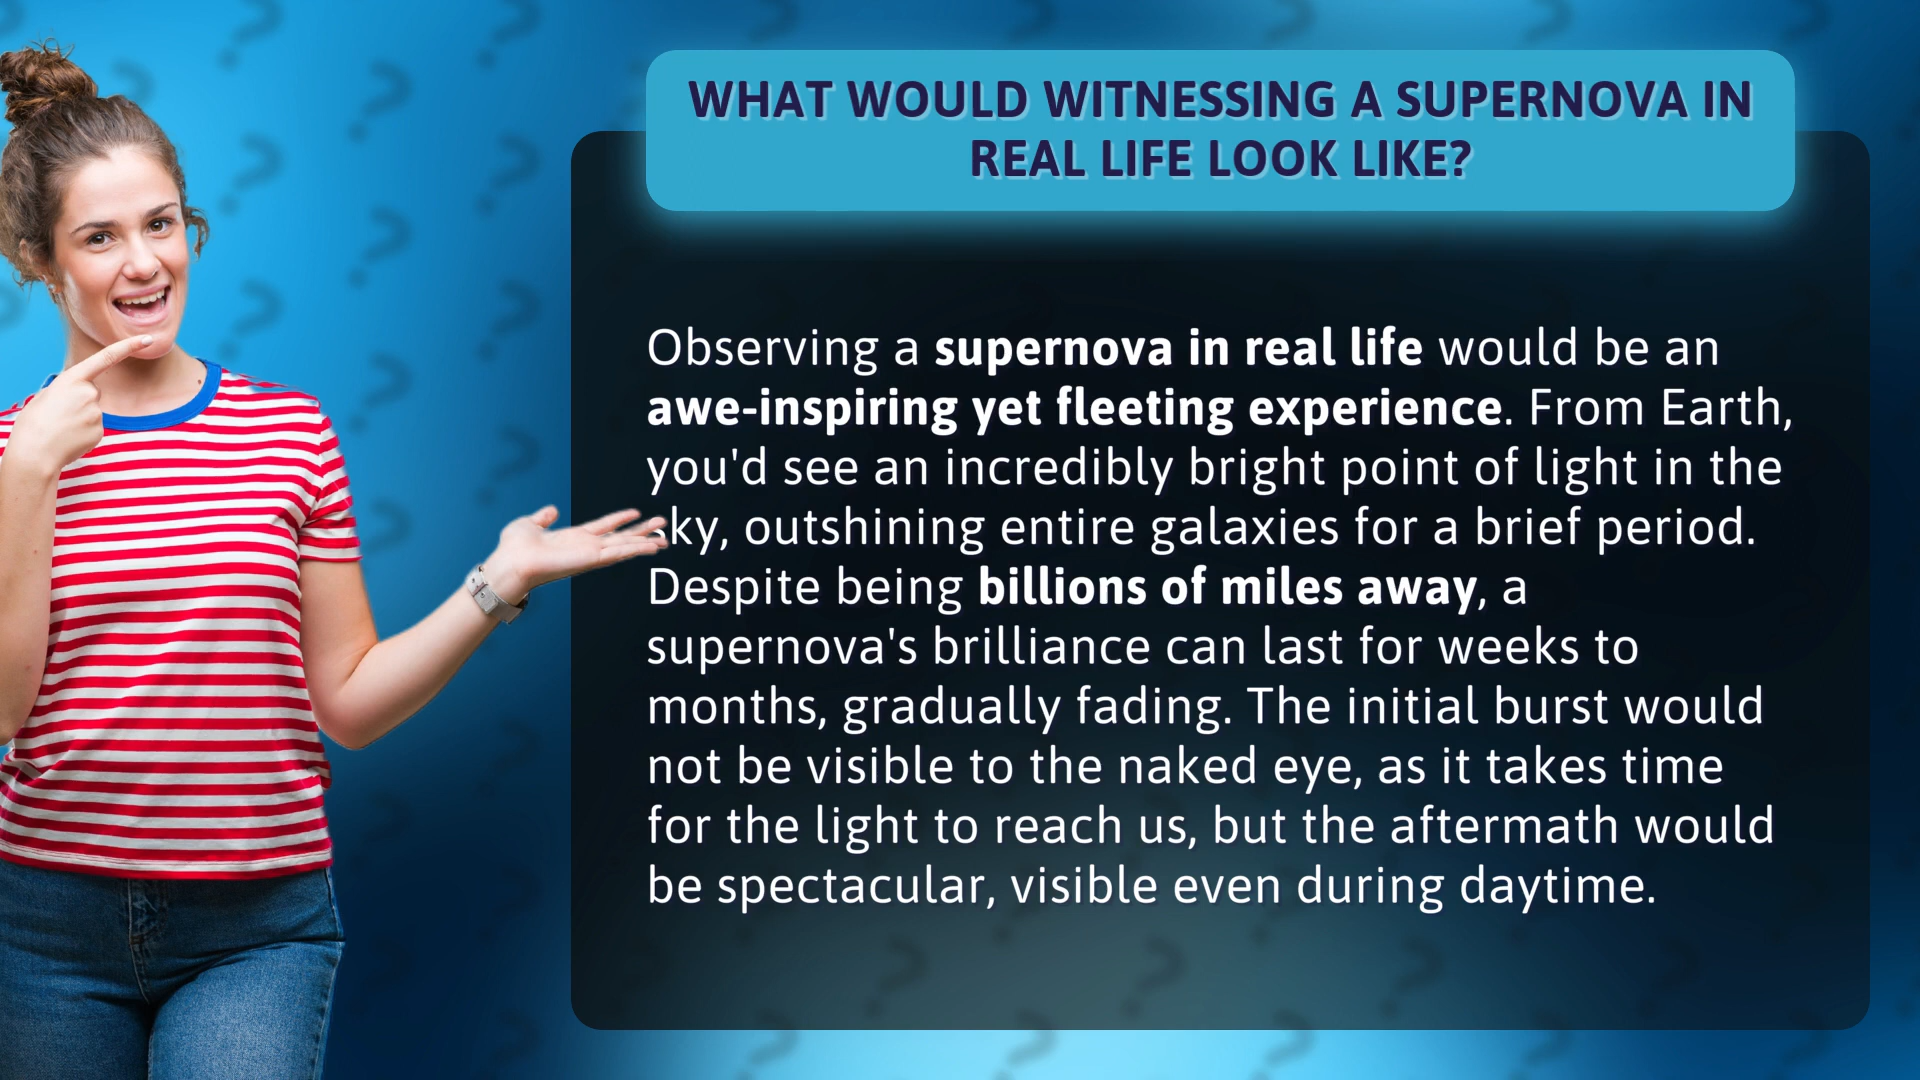 WHAT WOULD WITNESSING A SUPERNOVA IN
REAL LIFE LOOK LIKE?
Observing a supernova in real life would be an
awe-inspiring yet fleeting experience. From Earth,
you'd see an incredibly bright point of light in the
sky, outshining entire galaxies for a brief period.
Despite being billions of miles away, a
supernova's brilliance can last for weeks to
months, gradually fading. The initial burst would
not be visible to the naked eye, as it takes time
for the light to reach us, but the aftermath would
be spectacular, visible even during daytime.